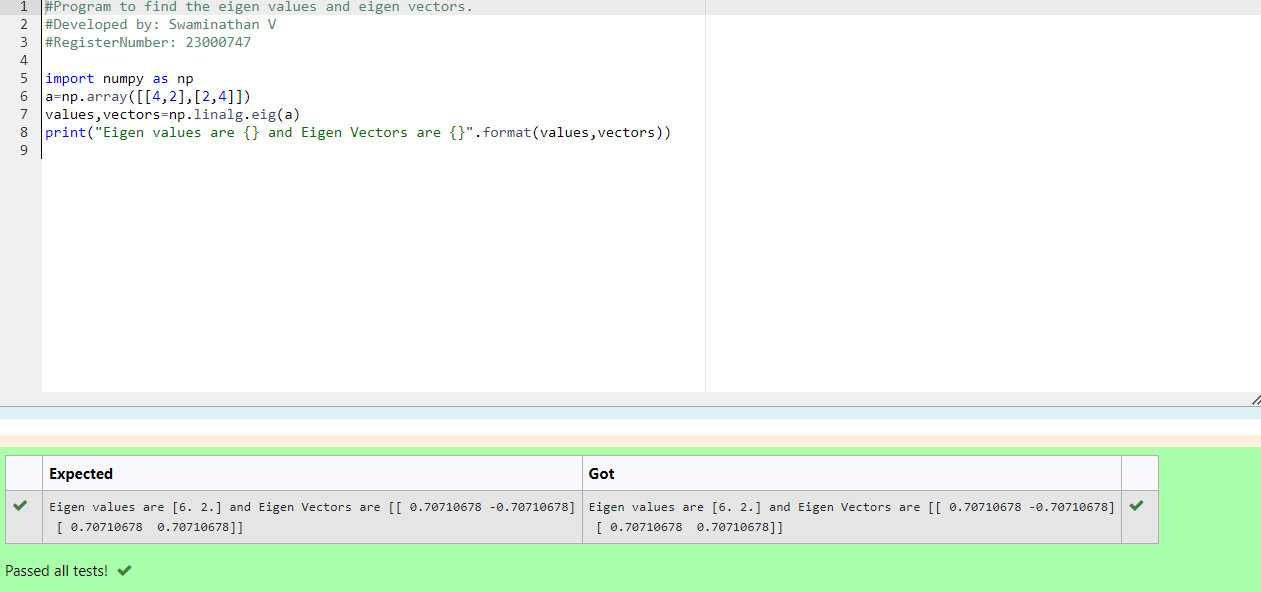 1 #Program to find the eigen values and eigen vectors.
2 #Developed by: Swaminathan V
3 #RegisterNumber: 23000747
4
5 import numpy as np
6 a=np.array([[4,2],[2,4]])
7 values,vectors=np.linalg.eig(a)
8 print("Eigen values are {} and Eigen Vectors are {}".format(values,vectors))
9
Expected Got
Eigen values are [6. 2.] and Eigen Vectors are [[ 0.70710678 -0.70710678] Eigen values are [6. 2.] and Eigen Vectors are [[ 0.70710678 -0.70710678]
[ 0.70710678  0.70710678]] [ 0.70710678  0.70710678]]
Passed all tests!